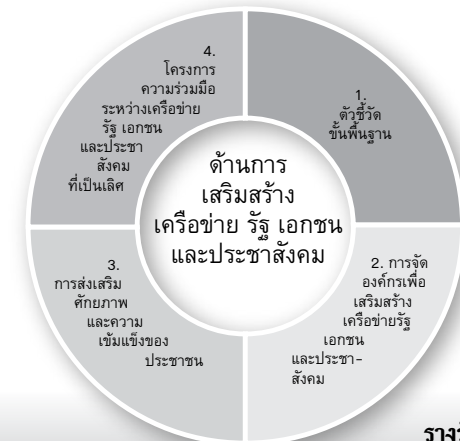 4.
โครงการ
ความร่วมมือ
ระหว่างเครือข่าย
รัฐ เอกชน
และประชา
สังคม
ที่เป็นเลิศ
1.
ตัวชี้วัด
ขั้นพื้นฐาน
ด้านการ
เสริมสร้าง
เครือข่าย รัฐ เอกชน
และประชาสังคม
3.
การส่งเสริม
ศักยภาพ
และความ
เข้มแข็งของ
ประชาชน
2. การจัด
องค์กรเพื่อ
เสริมสร้าง
เครือข่ายรัฐ
เอกชน
และประชา-
สังคม